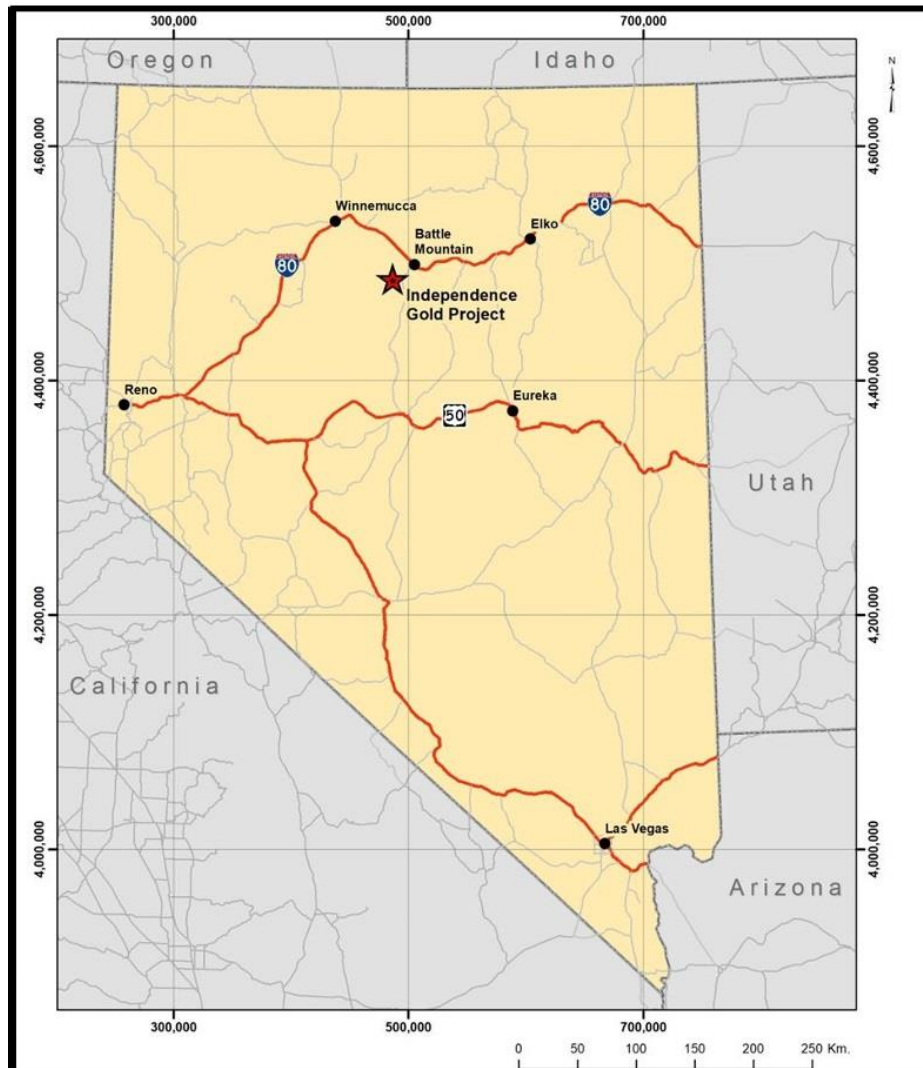 300,000
500,000
700,000
Oregon
Idaho
N
4,600,000
4,600,000
Winnemucca
80
Elko
Battle
Mountain
80
Independence
Gold Project
4,400,000
4,400,000
Reno
Eureka
50
Utah
4,200,000
4,200,000
California
Las Vegas
4,000,000
4,000,000
Arizona
300,000
500,000
700,000
0 50 100 150 200 250 Km.